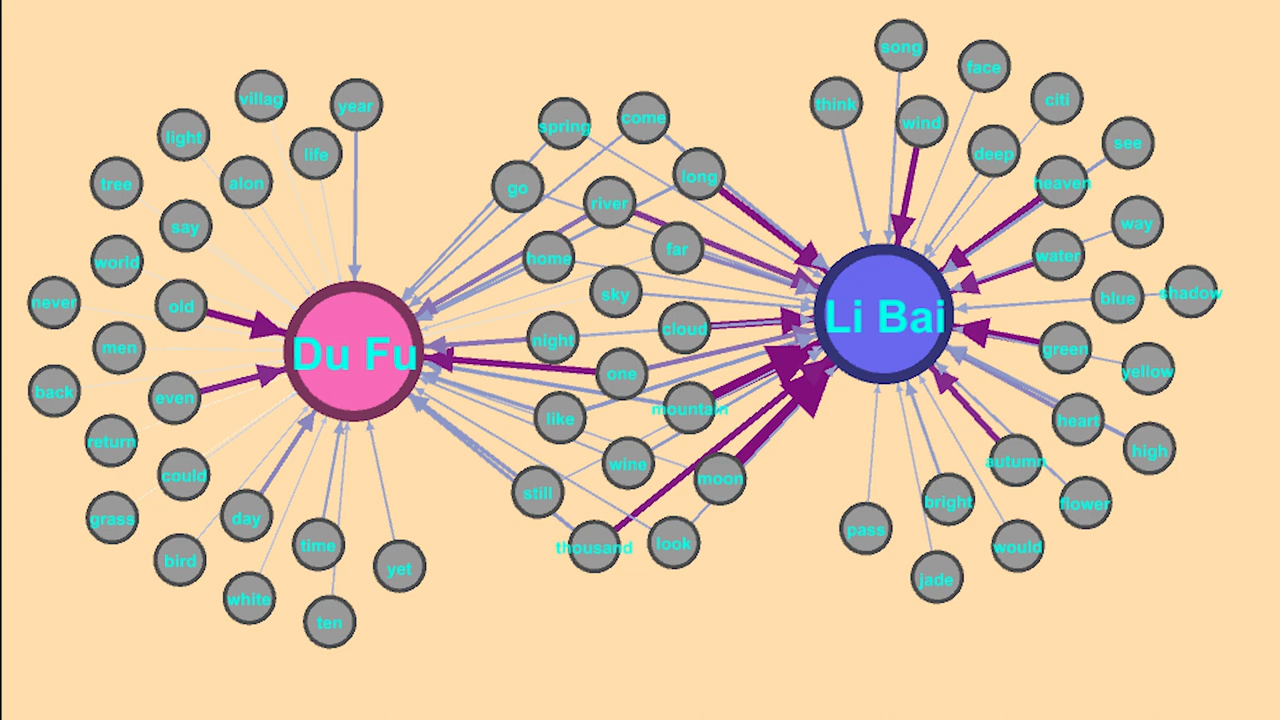 villag
year
light
life
tree
alon
say
world
never
old
men
even
back
return
could
grass
day
bird
time
white
yet
ten
Du Fu
spring
come
go
long
river
far
home
sky
cloud
night
one
like
mountain
wine
moon
still
thousand
look
Li Bai
song
face
think
wind
citi
deep
see
heaven
way
water
blue
shadow
green
yellow
heart
high
autumn
flower
bright
pass
would
jade